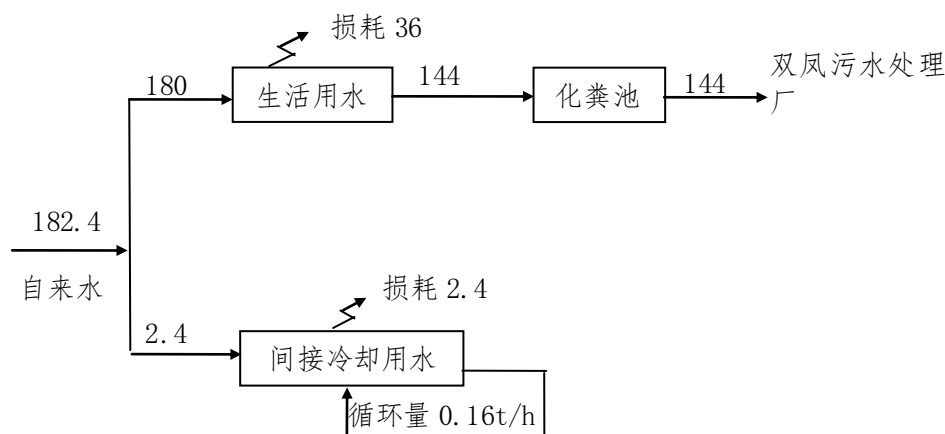 损耗 36
双凤污水处理
厂
180
生活用水
144
化粪池
144
182.4
自来水
损耗 2.4
2.4
间接冷却用水
循环量 0.16t/h